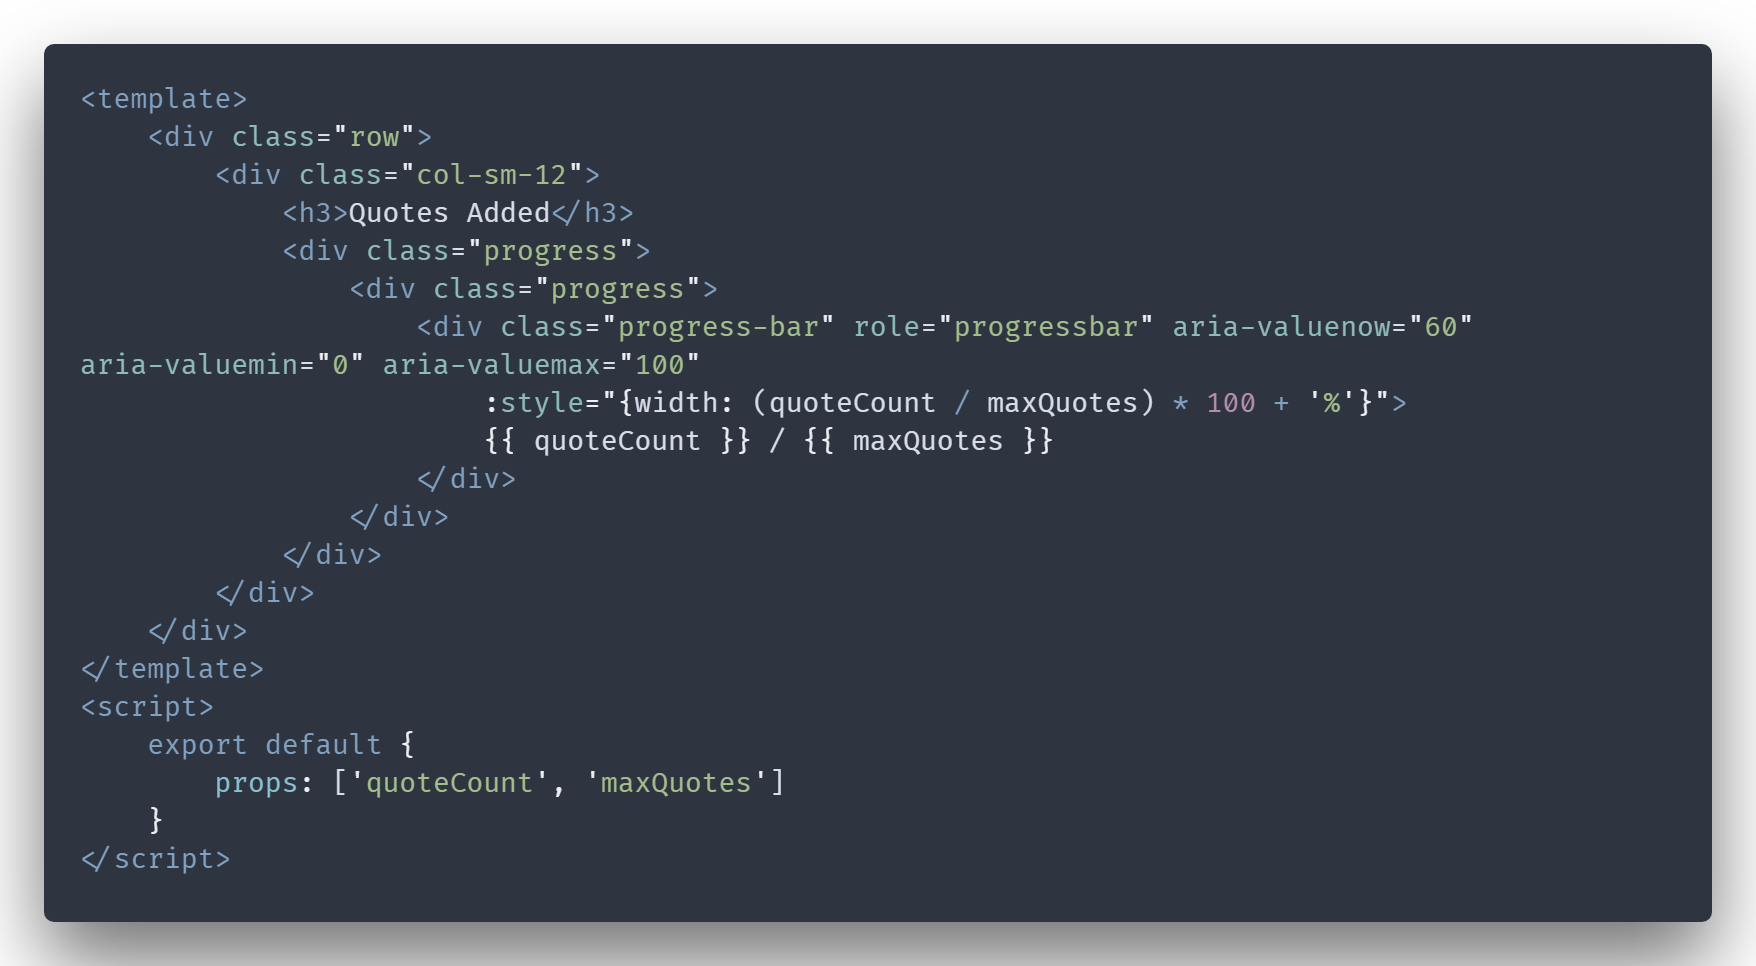 <template>
    <div class="row">
        <div class="col-sm-12">
            <h3>Quotes Added</h3>
            <div class="progress">
                <div class="progress">
                    <div class="progress-bar" role="progressbar" aria-valuenow="60"
aria-valuemin="0" aria-valuemax="100"
                        :style="{width: (quoteCount / maxQuotes) * 100 + '%'}">
                        {{ quoteCount }} / {{ maxQuotes }}
                    </div>
                </div>
            </div>
        </div>
    </div>
</template>
<script>
    export default {
        props: ['quoteCount', 'maxQuotes']
    }
</script>